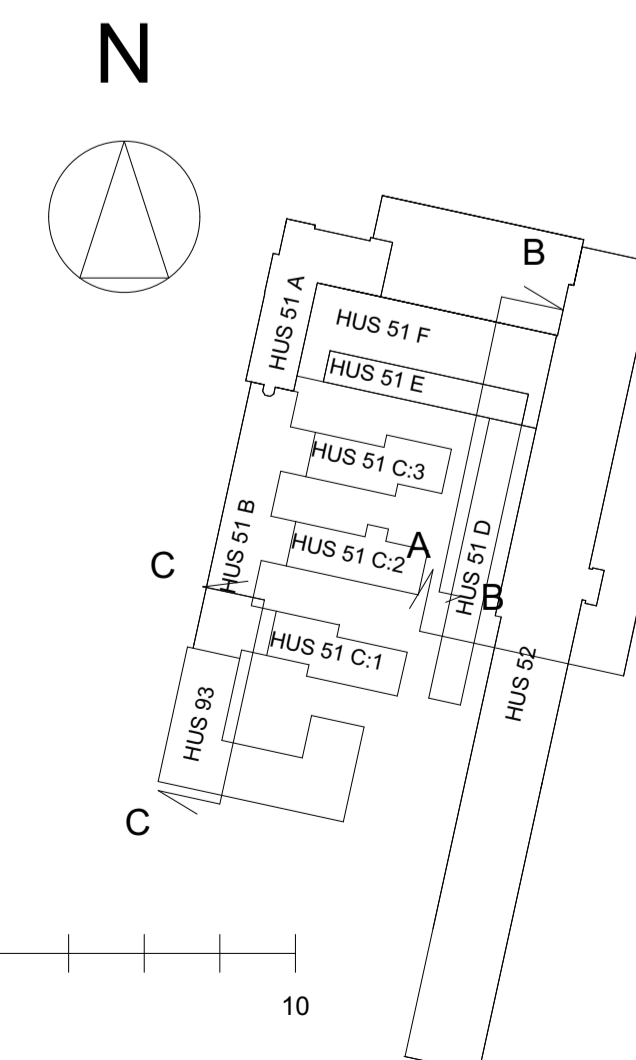 N
B
HUS 51 A
HUS 51 F
HUS 51 E
HUS 51 C:3
HUS 51 B
HUS 51 C:2
A
HUS 51 D
C
B
HUS 51 C:1
HUS 52
HUS 93
C
10